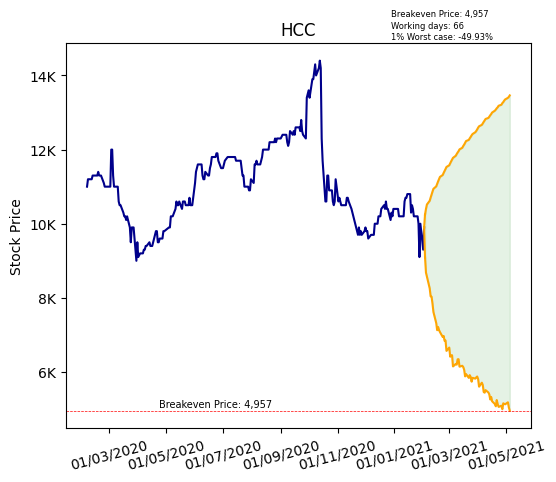 Breakeven Price: 4,957
Working days: 66
1% Worst case: -49.93%
HCC
Stock Price
14K
12K
10K
8K
6K
Breakeven Price: 4,957
01/03/2020
01/05/2020
01/07/2020
01/09/2020
01/11/2020
01/01/2021
01/03/2021
01/05/2021